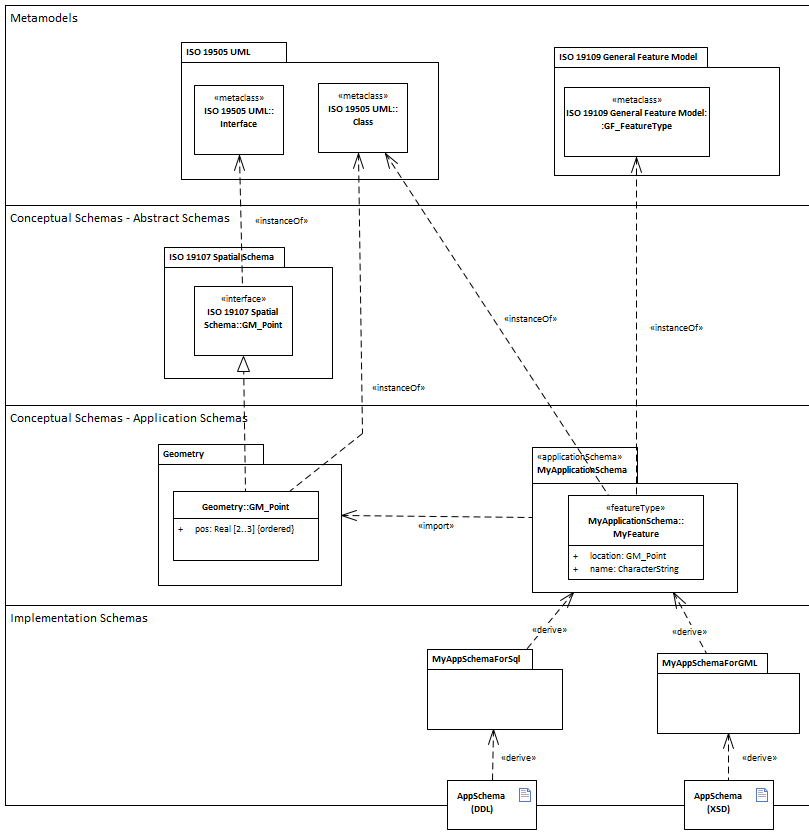 Metamodels
ISO 19505 UML
«metaclass»
ISO 19505 UML::
Interface
«metaclass»
ISO 19505 UML::
Class
ISO 19109 General Feature Model
«metaclass»
ISO 19109 General Feature Model:
:GF_FeatureType
Conceptual Schemas - Abstract Schemas
«instanceOf»
ISO 19107 Spatial Schema
«interface»
ISO 19107 Spatial
Schema::GM_Point
«instanceOf»
«instanceOf»
«instanceOf»
Conceptual Schemas - Application Schemas
Geometry
Geometry::GM_Point
+ pos: Real [2..3] {ordered}
«import»
«applicationSchema»
MyApplicationSchema
«featureType»
MyApplicationSchema::
MyFeature
+ location: GM_Point
+ name: CharacterString
Implementation Schemas
«derive»
«derive»
MyAppSchemaForSql
MyAppSchemaForGML
«derive»
«derive»
AppSchema
(DDL)
AppSchema
(XSD)